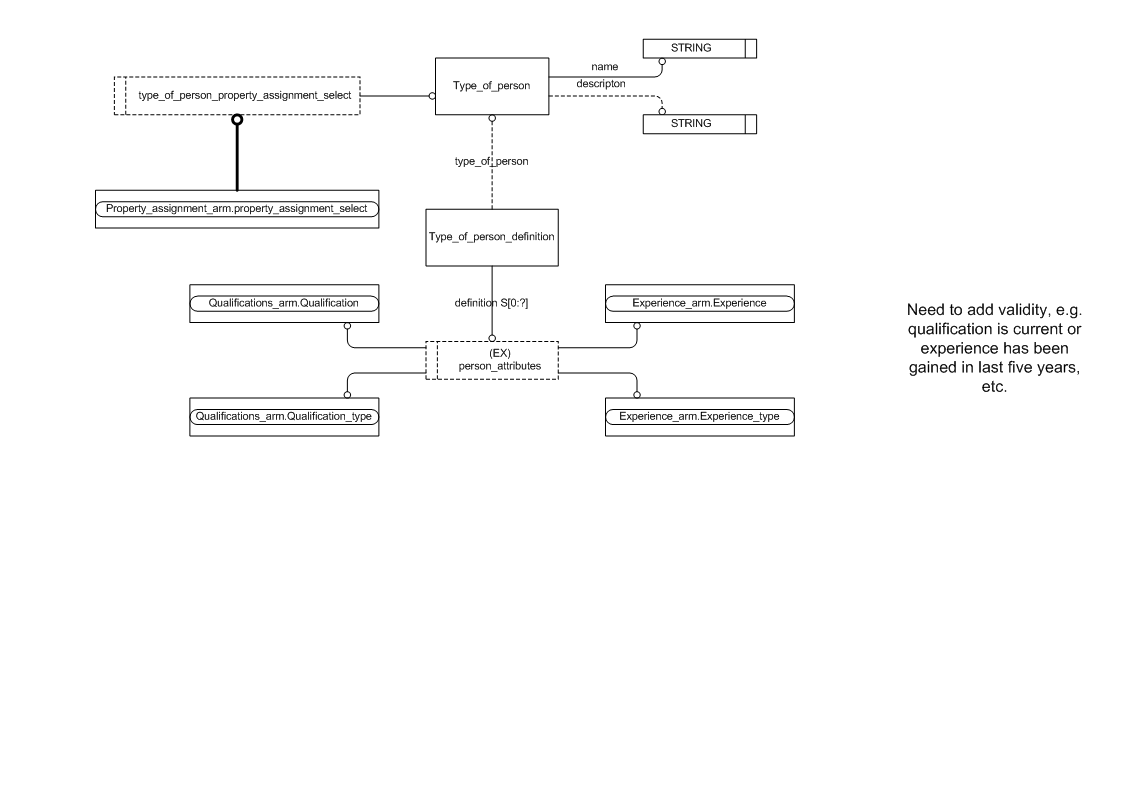 STRING
name
descripton
STRING
Type_of_person
type_of_person_property_assignment_select
type_of_person
Property_assignment_arm.property_assignment_select
Type_of_person_definition
definition S[0:?]
Qualifications_arm.Qualification
Experience_arm.Experience
(EX)
person_attributes
Qualifications_arm.Qualification_type
Experience_arm.Experience_type
Need to add validity, e.g.
qualification is current or
experience has been
gained in last five years,
etc.